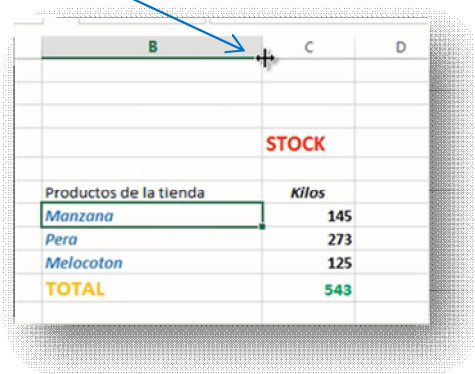 B C D
STOCK
Productos de la tienda Kilos
Manzana 145
Pera 273
Melocoton 125
TOTAL 543